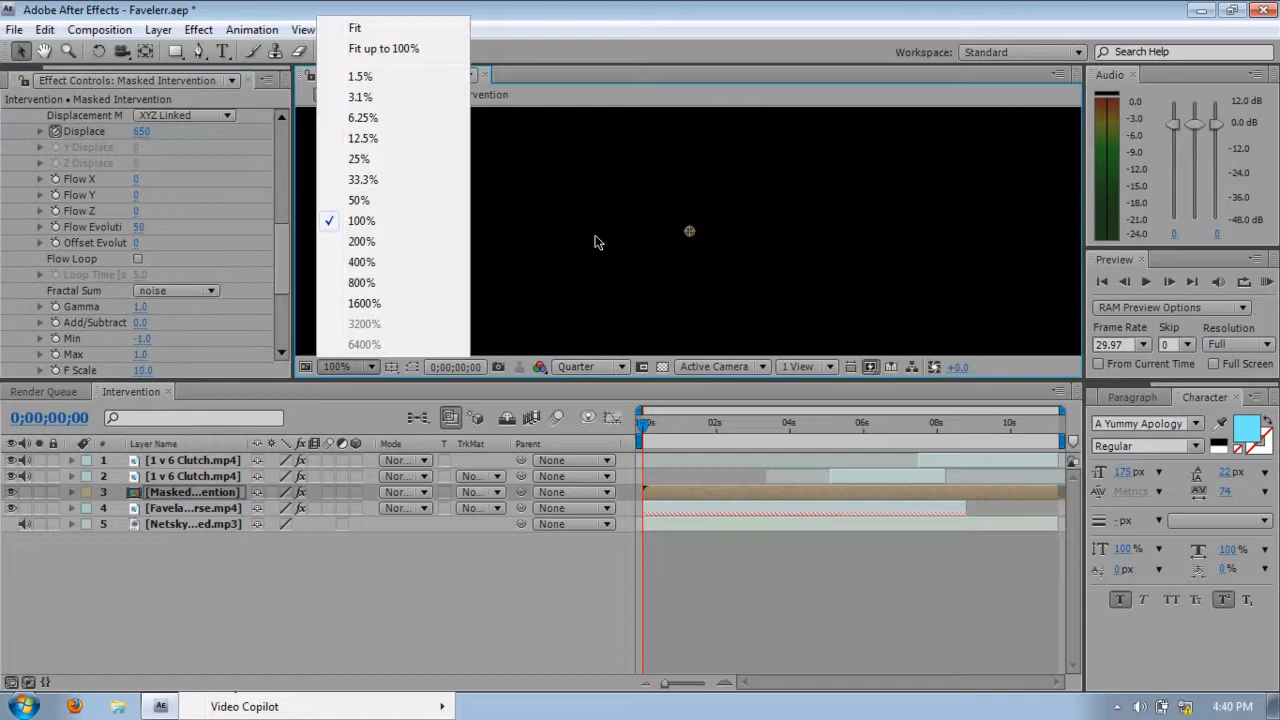 Adobe After Effects - Favelerr.aep *
File Edit Composition Layer Effect Animation View
Workspace: Standard Search Help
Effect Controls: Masked Intervention
Intervention • Masked Intervention
Displacement M XYZ Linked
Displace 650
Y Displace 0
Z Displace 0
Flow X 0
Flow Y 0
Flow Z 0
Flow Evoluti 50
Offset Evolut 0
Flow Loop
Loop Time [s 5.0
Fractal Sum noise
Gamma 1.0
Add/Subtract 0.0
Min -1.0
Max 1.0
F Scale 10.0
Fit
Fit up to 100%
1.5%
3.1%
6.25%
12.5%
25%
33.3%
50%
100%
200%
400%
800%
1600%
3200%
6400%
vention
100% 0;00;00;00 Quarter Active Camera 1 View +0.0
Audio
0.0
-3.0
-6.0
-9.0
-12.0
-15.0
-18.0
-21.0
-24.0
12.0 dB
0.0 dB
-12.0
-24.0
-36.0
-48.0
0 0
Preview
RAM Preview Options
Frame Rate Skip Resolution
29.97 0 Full
From Current Time Full Screen
Render Queue Intervention
0;00;00;00
# Layer Name Mode T TrkMat Parent
1 [1 v 6 Clutch.mp4] Nor... None
2 [1 v 6 Clutch.mp4] Nor... No... None
3 [Masked...ention] Nor... No... None
4 [Favela...rse.mp4] Nor... No... None
5 [Netsky...ed.mp3] None
02s 04s 06s 08s 10s
Paragraph Character
A Yummy Apology
Regular
175 px 22 px
Metrics 74
- px
100% 100%
0 px 0%
T T TT Tт T¹ T₁
Video Copilot
4:40 PM